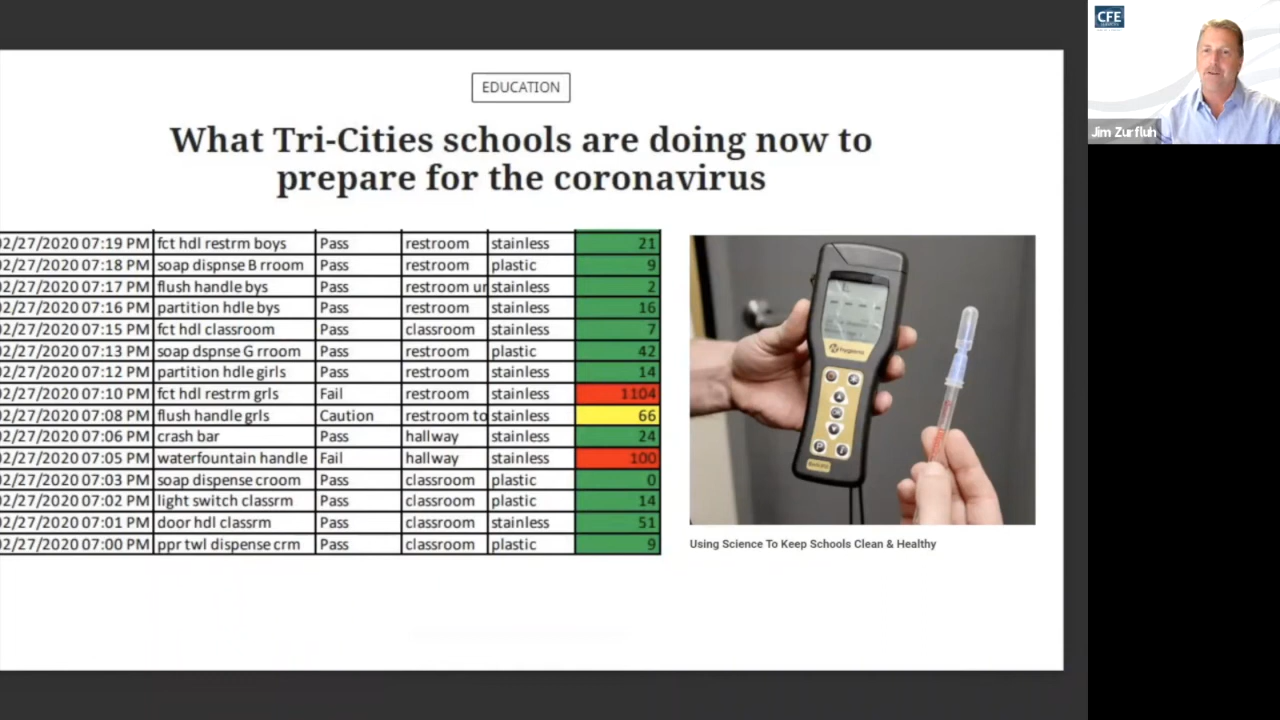 CFE
Jim Zurfluh
EDUCATION
What Tri-Cities schools are doing now to
prepare for the coronavirus
02/27/2020 07:19 PM fct hdl restrm boys Pass restroom stainless 21
02/27/2020 07:18 PM soap dispnse B rroom Pass restroom plastic 9
02/27/2020 07:17 PM flush handle bys Pass restroom ur stainless 2
02/27/2020 07:16 PM partition hdle bys Pass restroom stainless 16
02/27/2020 07:15 PM fct hdl classroom Pass classroom stainless 7
02/27/2020 07:13 PM soap dspnse G rroom Pass restroom plastic 42
02/27/2020 07:12 PM partition hdle girls Pass restroom stainless 14
02/27/2020 07:10 PM fct hdl restrm grls Fail restroom stainless 1104
02/27/2020 07:08 PM flush handle grls Caution restroom to stainless 66
02/27/2020 07:06 PM crash bar Pass hallway stainless 24
02/27/2020 07:05 PM waterfountain handle Fail hallway stainless 100
02/27/2020 07:03 PM soap dispense croom Pass classroom plastic 0
02/27/2020 07:02 PM light switch classrm Pass classroom plastic 14
02/27/2020 07:01 PM door hdl classrm Pass classroom stainless 51
02/27/2020 07:00 PM ppr twl dispense crm Pass classroom plastic 9
Using Science To Keep Schools Clean & Healthy